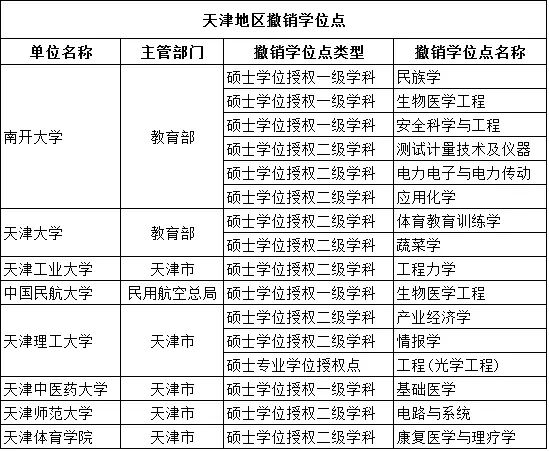 天津地区撤销学位点
单位名称 主管部门 撤销学位点类型 撤销学位点名称
南开大学 教育部 硕士学位授权一级学科 民族学
硕士学位授权一级学科 生物医学工程
硕士学位授权一级学科 安全科学与工程
硕士学位授权二级学科 测试计量技术及仪器
硕士学位授权二级学科 电力电子与电力传动
硕士学位授权二级学科 应用化学
天津大学 教育部 硕士学位授权二级学科 体育教育训练学
硕士学位授权二级学科 蔬菜学
天津工业大学 天津市 硕士学位授权二级学科 工程力学
中国民航大学 民用航空总局 硕士学位授权一级学科 生物医学工程
天津理工大学 天津市 硕士学位授权二级学科 产业经济学
硕士学位授权二级学科 情报学
硕士专业学位授权点 工程(光学工程)
天津中医药大学 天津市 硕士学位授权一级学科 基础医学
天津师范大学 天津市 硕士学位授权二级学科 电路与系统
天津体育学院 天津市 硕士学位授权二级学科 康复医学与理疗学